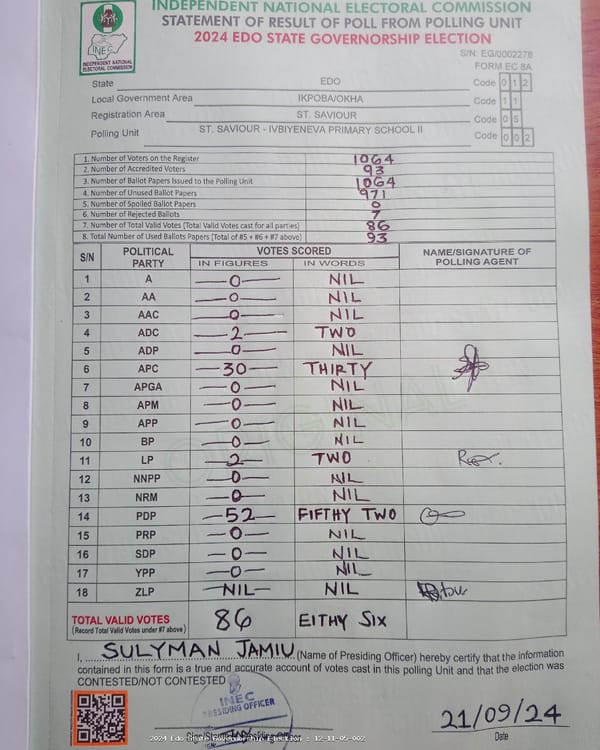 INDEPENDENT NATIONAL ELECTORAL COMMISSION
STATEMENT OF RESULT OF POLL FROM POLLING UNIT
2024 EDO STATE GOVERNORSHIP ELECTION
INEC
INDEPENDENT NATIONAL ELECTORAL COMMISSION
S/N: EG/0002278
FORM EC 8A
State EDO Code 0 1 2
Local Government Area IKPOBA/OKHA Code 1 1
Registration Area ST. SAVIOUR Code 0 5
Polling Unit ST. SAVIOUR - IVBIYENEVA PRIMARY SCHOOL II Code 0 0 2
1. Number of Voters on the Register 1064
2. Number of Accredited Voters 93
3. Number of Ballot Papers Issued to the Polling Unit 1064
4. Number of Unused Ballot Papers 971
5. Number of Spoiled Ballot Papers 0
6. Number of Rejected Ballots 7
7. Number of Total Valid Votes (Total Valid Votes cast for all parties) 86
8. Total Number of Used Ballots Papers (Total of #5 + #6 + #7 above) 93
S/N POLITICAL PARTY VOTES SCORED NAME/SIGNATURE OF POLLING AGENT
IN FIGURES IN WORDS
1 A —0— NIL
2 AA —0— NIL
3 AAC —0— NIL
4 ADC —2— TWO
5 ADP —0— NIL
6 APC —30— THIRTY
7 APGA —0— NIL
8 APM —0— NIL
9 APP —0— NIL
10 BP —0— NIL
11 LP —2— TWO
12 NNPP —0— NIL
13 NRM —0— NIL
14 PDP —52— FIFTHY TWO
15 PRP —0— NIL
16 SDP —0— NIL
17 YPP —0— NIL
18 ZLP —NIL— NIL
ORIGINAL
TOTAL VALID VOTES 86 EITHY SIX
(Record Total Valid Votes under #7 above)
I, SULYMAN JAMIU (Name of Presiding Officer) hereby certify that the information
contained in this form is a true and accurate account of votes cast in this polling Unit and that the election was
CONTESTED/NOT CONTESTED
INEC
PRESIDING OFFICER
21/09/24
Date
2024 Edo State Governorship Election : 12-11-05-002